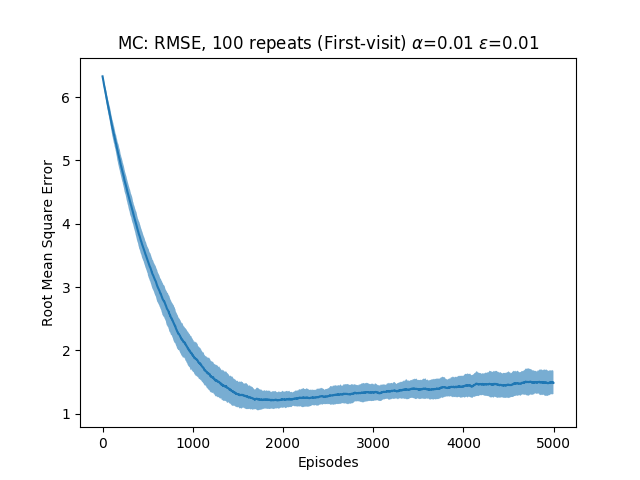 MC: RMSE, 100 repeats (First-visit) α=0.01 ε=0.01
Root Mean Square Error
6
5
4
3
2
1
0 1000 2000 3000 4000 5000
Episodes